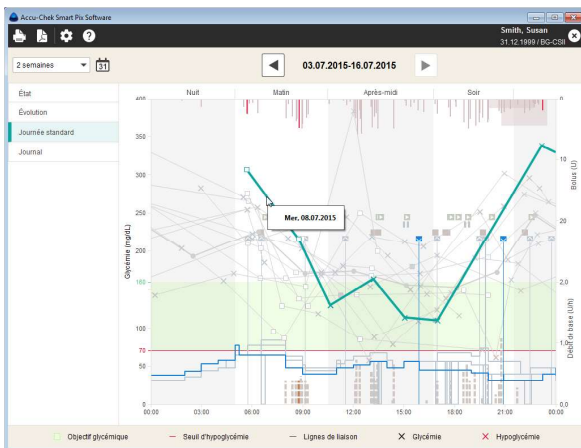 Accu-Chek Smart Pix Software
Smith, Susan
31.12.1999 / BG-CSII
2 semaines
31
03.07.2015-16.07.2015
État
Évolution
Journée standard
Journal
Nuit
Matin
Après-midi
Soir
400
350
300
250
200
100
70
50
0
Glycémie (mg/dL)
Mer, 08.07.2015
0
10
Bolus (U)
20
2,0
1,0
0,0
Débit de base (U/h)
00:00
03:00
06:00
09:00
12:00
15:00
18:00
21:00
00:00
Objectif glycémique
Seuil d'hypoglycémie
Lignes de liaison
Glycémie
Hypoglycémie